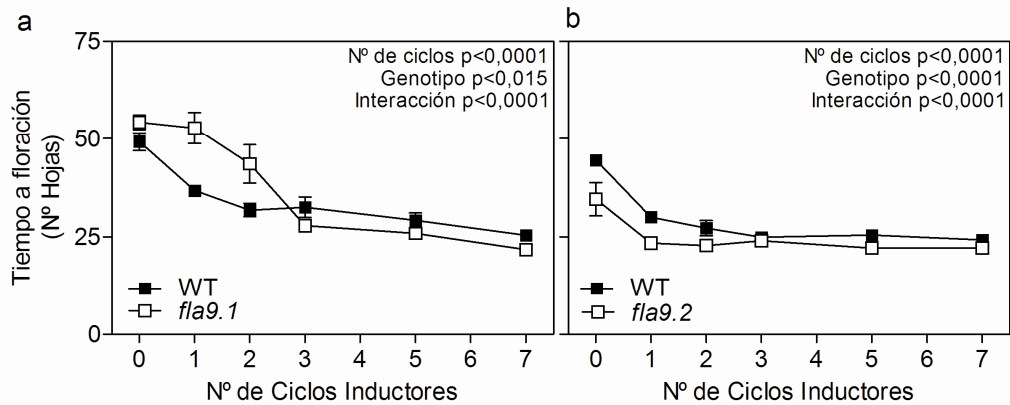 a
75
50
25
0
Tiempo a floración
(Nº Hojas)
Nº de ciclos p<0,0001
Genotipo p<0,015
Interacción p<0,0001
WT
fla9.1
0 1 2 3 4 5 6 7
Nº de Ciclos Inductores
b
Nº de ciclos p<0,0001
Genotipo p<0,0001
Interacción p<0,0001
WT
fla9.2
0 1 2 3 4 5 6 7
Nº de Ciclos Inductores